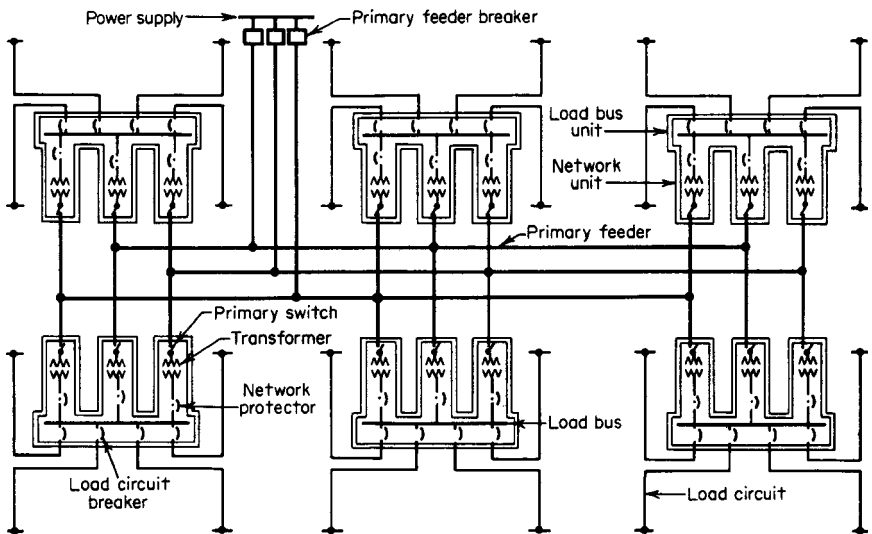 Power supply
Primary feeder breaker
Load bus
unit
Network
unit
Primary feeder
Primary switch
Transformer
Network
protector
Load bus
Load circuit
breaker
Load circuit